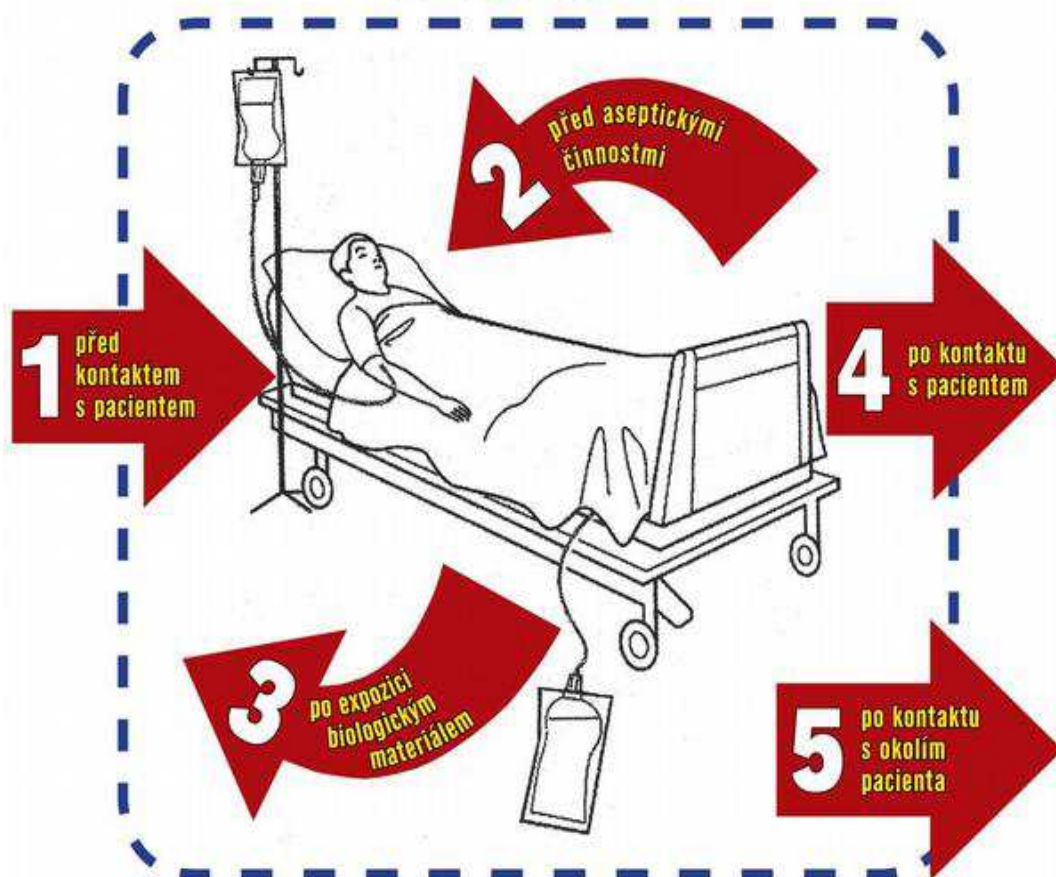 1
před
kontaktem
s pacientem
2
před aseptickými
činnostmi
3
po expozici
biologickým
materiálem
4
po kontaktu
s pacientem
5
po kontaktu
s okolím
pacienta